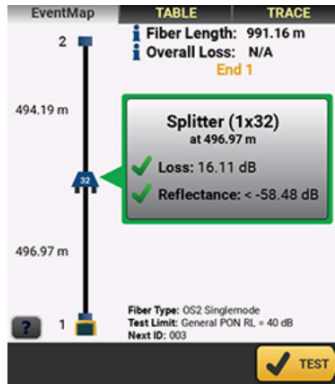 EventMap TABLE TRACE
2 Fiber Length: 991.16 m
Overall Loss: N/A
End 1
494.19 m
Splitter (1x32)
at 496.97 m
Loss: 16.11 dB
32
Reflectance: < -58.48 dB
496.97 m
Fiber Type: OS2 Singlemode
? 1 Test Limit: General PON RL = 40 dB
Next ID: 003
TEST